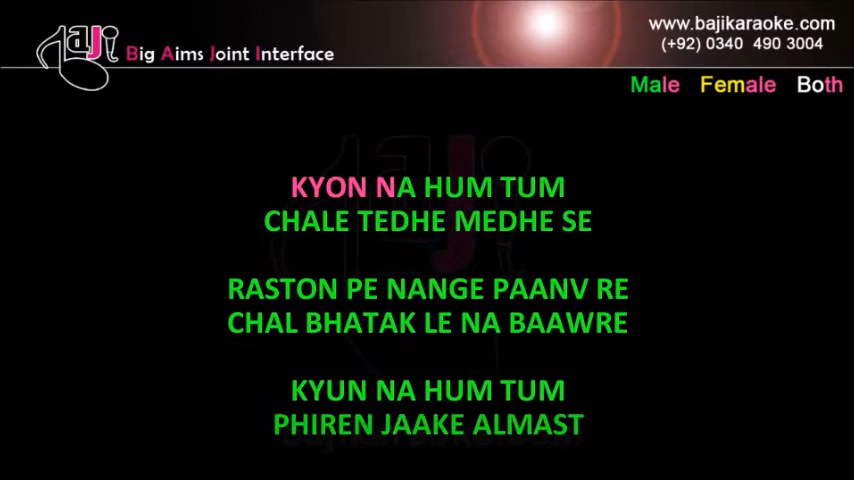 www.bajikaraoke.com
(+92) 0340 490 3004
baji
Big Aims Joint Interface
Male Female Both
KYON NA HUM TUM
CHALE TEDHE MEDHE SE
RASTON PE NANGE PAANV RE
CHAL BHATAK LE NA BAAWRE
KYUN NA HUM TUM
PHIREN JAAKE ALMAST